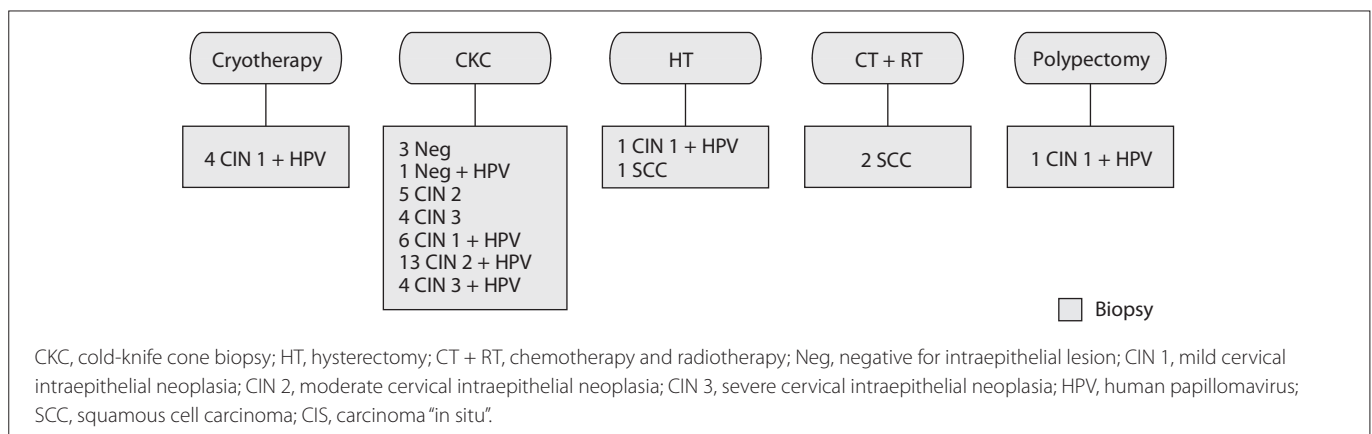 Cryotherapy
CKC
HT
CT + RT
Polypectomy
4 CIN 1 + HPV
3 Neg
1 Neg + HPV
5 CIN 2
4 CIN 3
6 CIN 1 + HPV
13 CIN 2 + HPV
4 CIN 3 + HPV
1 CIN 1 + HPV
1 SCC
2 SCC
1 CIN 1 + HPV
Biopsy
CKC, cold-knife cone biopsy; HT, hysterectomy; CT + RT, chemotherapy and radiotherapy; Neg, negative for intraepithelial lesion; CIN 1, mild cervical
intraepithelial neoplasia; CIN 2, moderate cervical intraepithelial neoplasia; CIN 3, severe cervical intraepithelial neoplasia; HPV, human papillomavirus;
SCC, squamous cell carcinoma; CIS, carcinoma “in situ”.